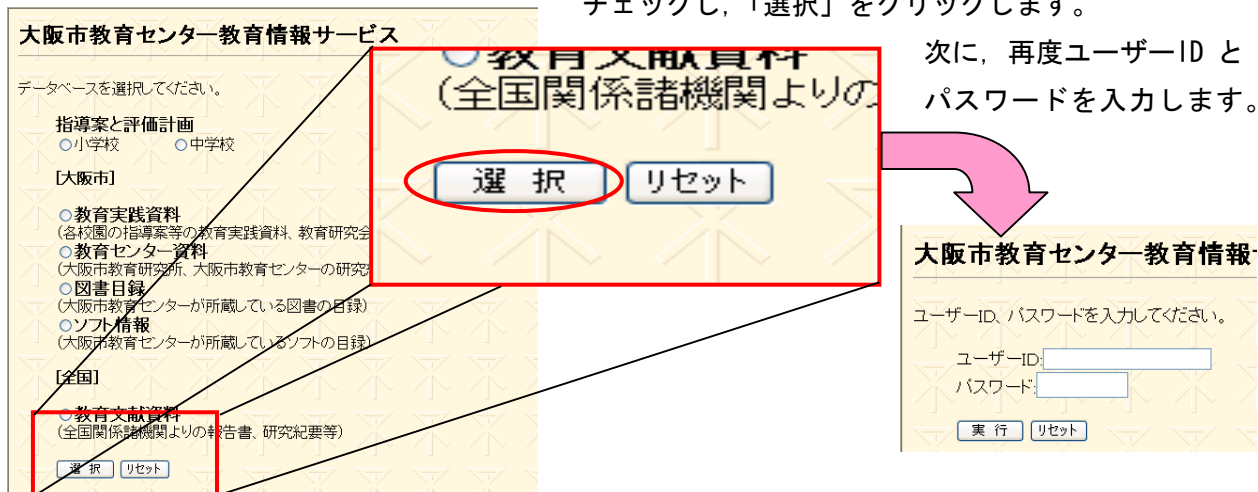 チェックし,「選択」をクリックします。
次に, 再度ユーザーID と
パスワードを入力します。
大阪市教育センター教育情報サービス
データベースを選択してください。
指導案と評価計画
○小学校 ○中学校
[大阪市]
○教育実践資料
(各校園の指導案等の教育実践資料、教育研究会
○教育センター資料
(大阪市教育研究所、大阪市教育センターの研究
○図書目録
(大阪市教育センターが所蔵している図書の目録)
○ソフト情報
(大阪市教育センターが所蔵しているソフトの目録)
[全国]
○教育文献資料
(全国関係諸機関よりの報告書、研究紀要等)
選 択 リセット
○教育文献資料
(全国関係諸機関よりの
選 択 リセット
大阪市教育センター教育情報
ユーザーID、パスワードを入力してください。
ユーザーID:
パスワード:
実 行 リセット